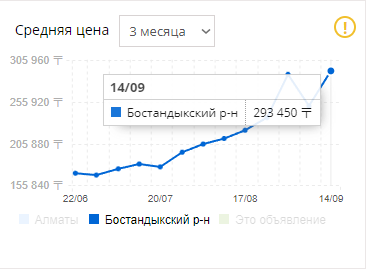 Средняя цена
3 месяца
!
305 960 〒
14/09
255 920 〒
Бостандыкский р-н 293 450 〒
205 880 〒
155 840 〒
22/06 20/07 17/08 14/09
Алматы Бостандыкский р-н Это объявление